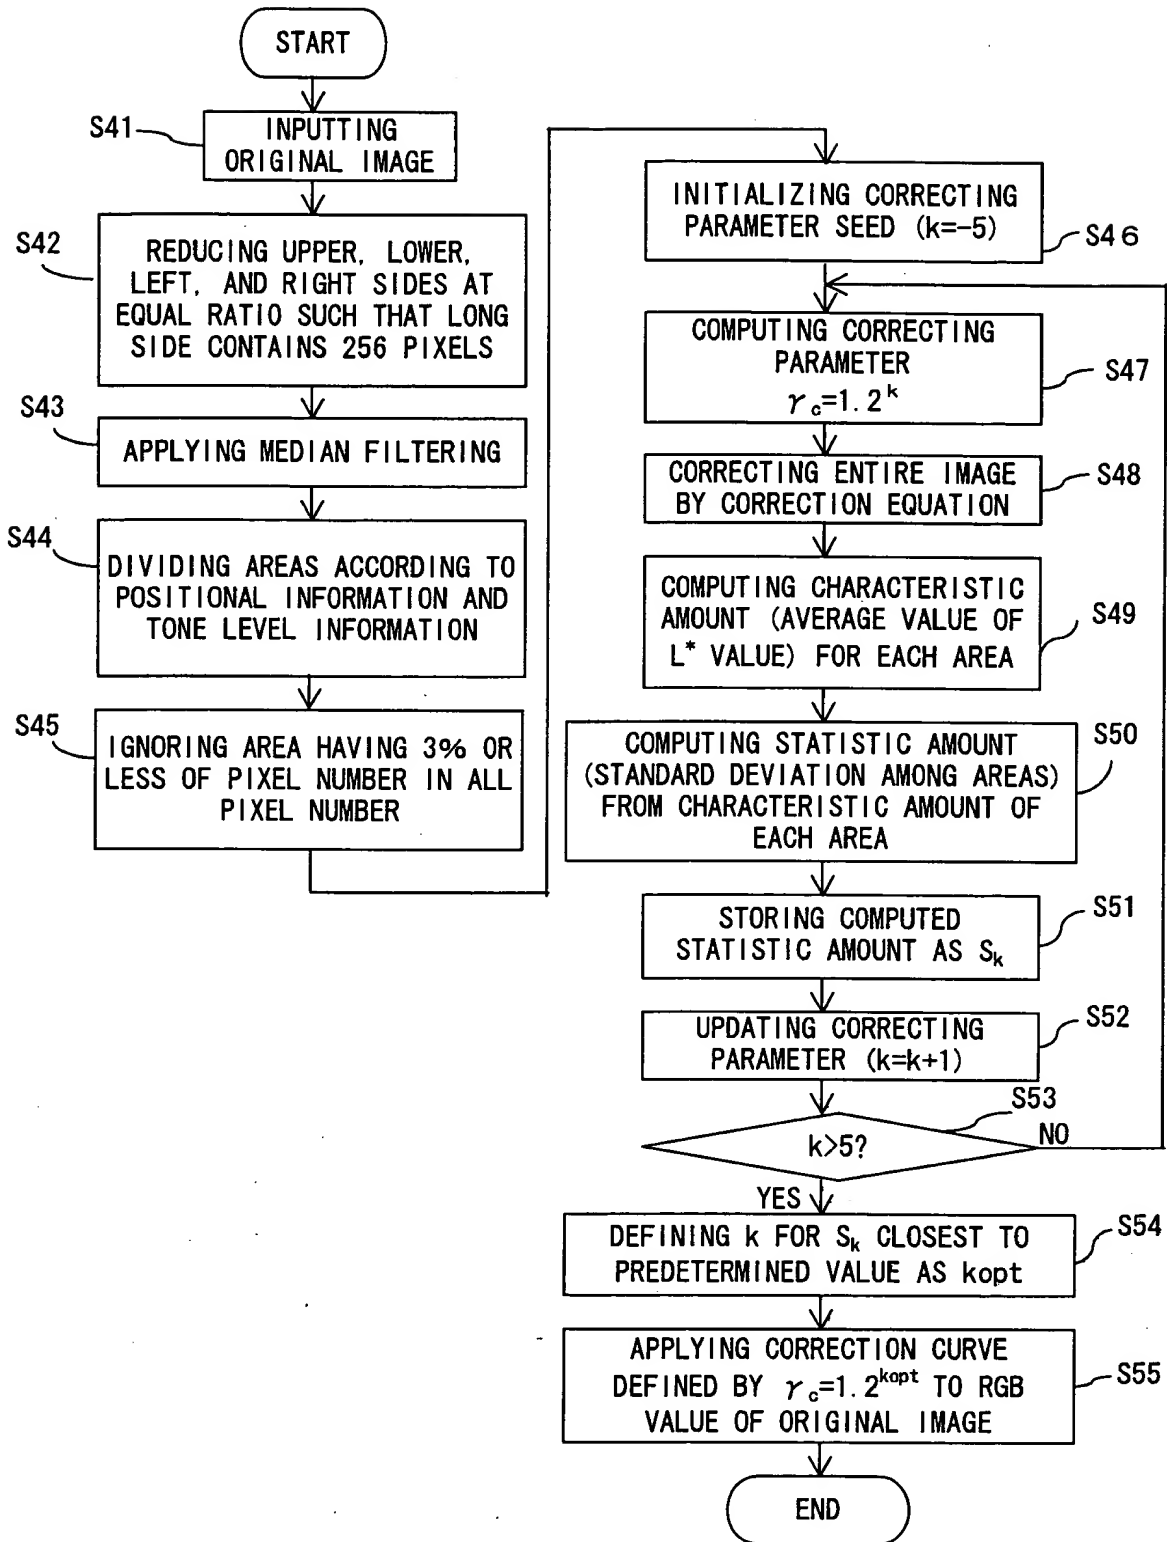 START
S41
INPUTTING
ORIGINAL IMAGE
S42
REDUCING UPPER, LOWER,
LEFT, AND RIGHT SIDES AT
EQUAL RATIO SUCH THAT LONG
SIDE CONTAINS 256 PIXELS
S43
APPLYING MEDIAN FILTERING
S44
DIVIDING AREAS ACCORDING TO
POSITIONAL INFORMATION AND
TONE LEVEL INFORMATION
S45
IGNORING AREA HAVING 3% OR
LESS OF PIXEL NUMBER IN ALL
PIXEL NUMBER
INITIALIZING CORRECTING
PARAMETER SEED (k=-5)
S46
COMPUTING CORRECTING
PARAMETER
γc=1.2^k
S47
CORRECTING ENTIRE IMAGE
BY CORRECTION EQUATION
S48
COMPUTING CHARACTERISTIC
AMOUNT (AVERAGE VALUE OF
L* VALUE) FOR EACH AREA
S49
COMPUTING STATISTIC AMOUNT
(STANDARD DEVIATION AMONG AREAS)
FROM CHARACTERISTIC AMOUNT OF
EACH AREA
S50
STORING COMPUTED
STATISTIC AMOUNT AS Sk
S51
UPDATING CORRECTING
PARAMETER (k=k+1)
S52
S53
k>5?
NO
YES
DEFINING k FOR Sk CLOSEST TO
PREDETERMINED VALUE AS kopt
S54
APPLYING CORRECTION CURVE
DEFINED BY γc=1.2^kopt TO RGB
VALUE OF ORIGINAL IMAGE
S55
END